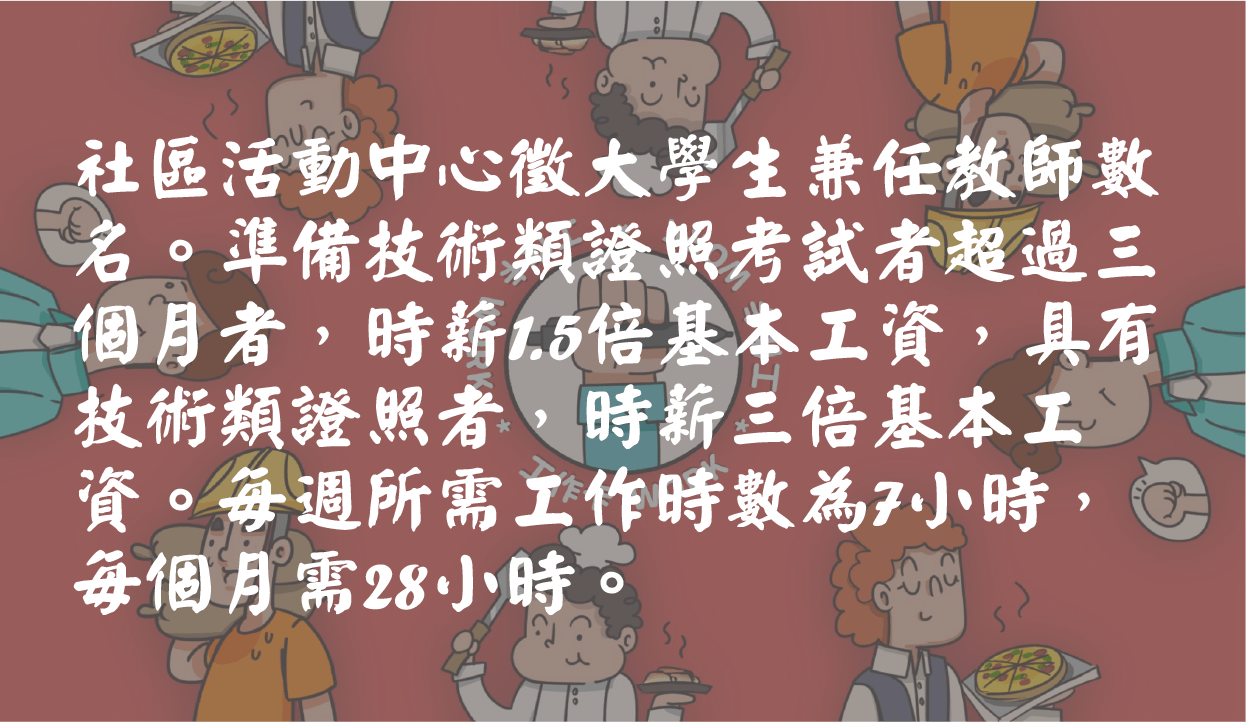 社區活動中心徵大學生兼任教師數
名。準備技術類證照考試者超過三
個月者，時薪1.5倍基本工資，具有
技術類證照者，時薪三倍基本工
資。每週所需工作時數為7小時，
每個月需28小時。